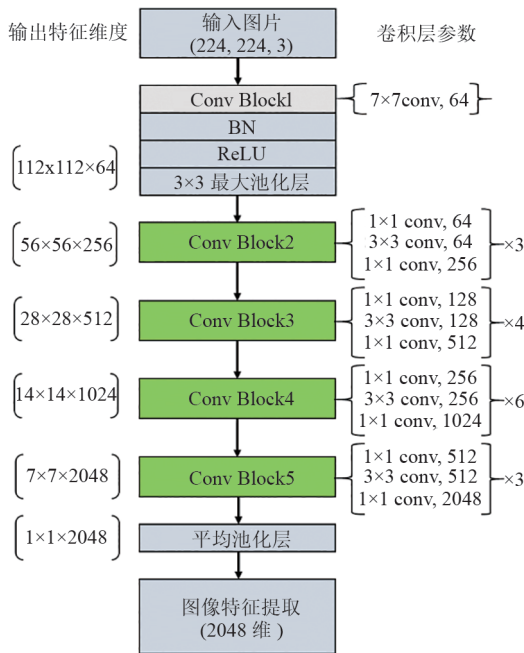 输出特征维度
输入图片
(224, 224, 3)
卷积层参数
Conv Block1
7×7conv, 64
BN
ReLU
3×3 最大池化层
112x112×64
56×56×256
Conv Block2
1×1 conv, 64
3×3 conv, 64
1×1 conv, 256
×3
28×28×512
Conv Block3
1×1 conv, 128
3×3 conv, 128
1×1 conv, 512
×4
14×14×1024
Conv Block4
1×1 conv, 256
3×3 conv, 256
1×1 conv, 1024
×6
7×7×2048
Conv Block5
1×1 conv, 512
3×3 conv, 512
1×1 conv, 2048
×3
1×1×2048
平均池化层
图像特征提取
(2048 维 )